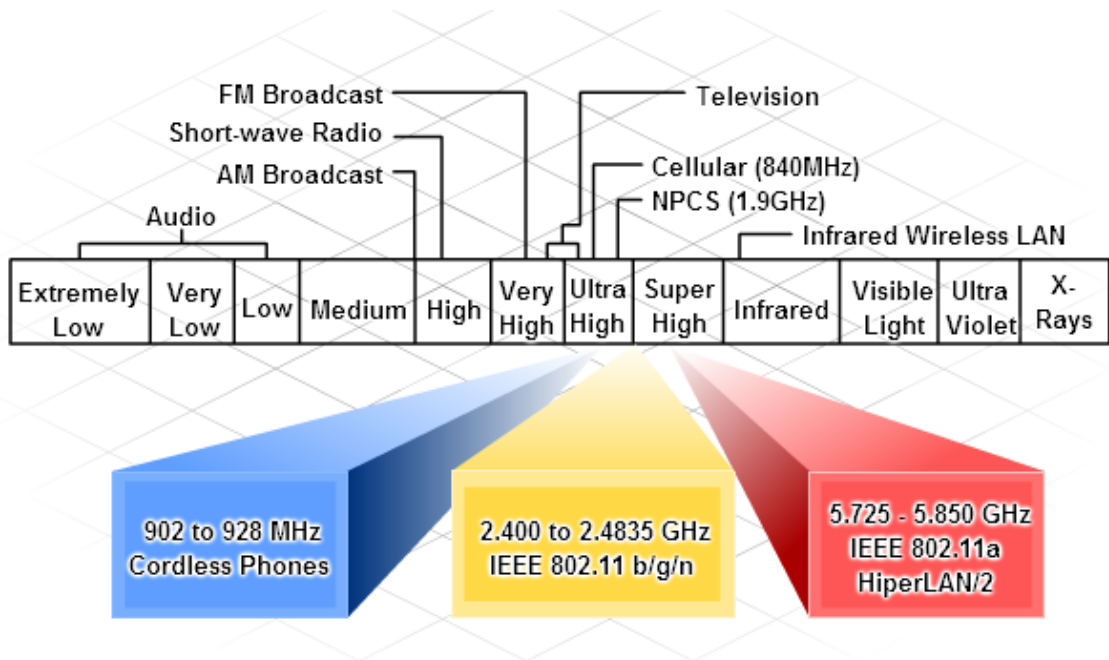 FM Broadcast
Television
Short-wave Radio
AM Broadcast
Cellular (840MHz)
NPCS (1.9GHz)
Audio
Infrared Wireless LAN
Extremely
Low
Very
Low
Low
Medium
High
Very
High
Ultra
High
Super
High
Infrared
Visible
Light
Ultra
Violet
X-
Rays
902 to 928 MHz
Cordless Phones
2.400 to 2.4835 GHz
IEEE 802.11 b/g/n
5.725 - 5.850 GHz
IEEE 802.11a
HiperLAN/2